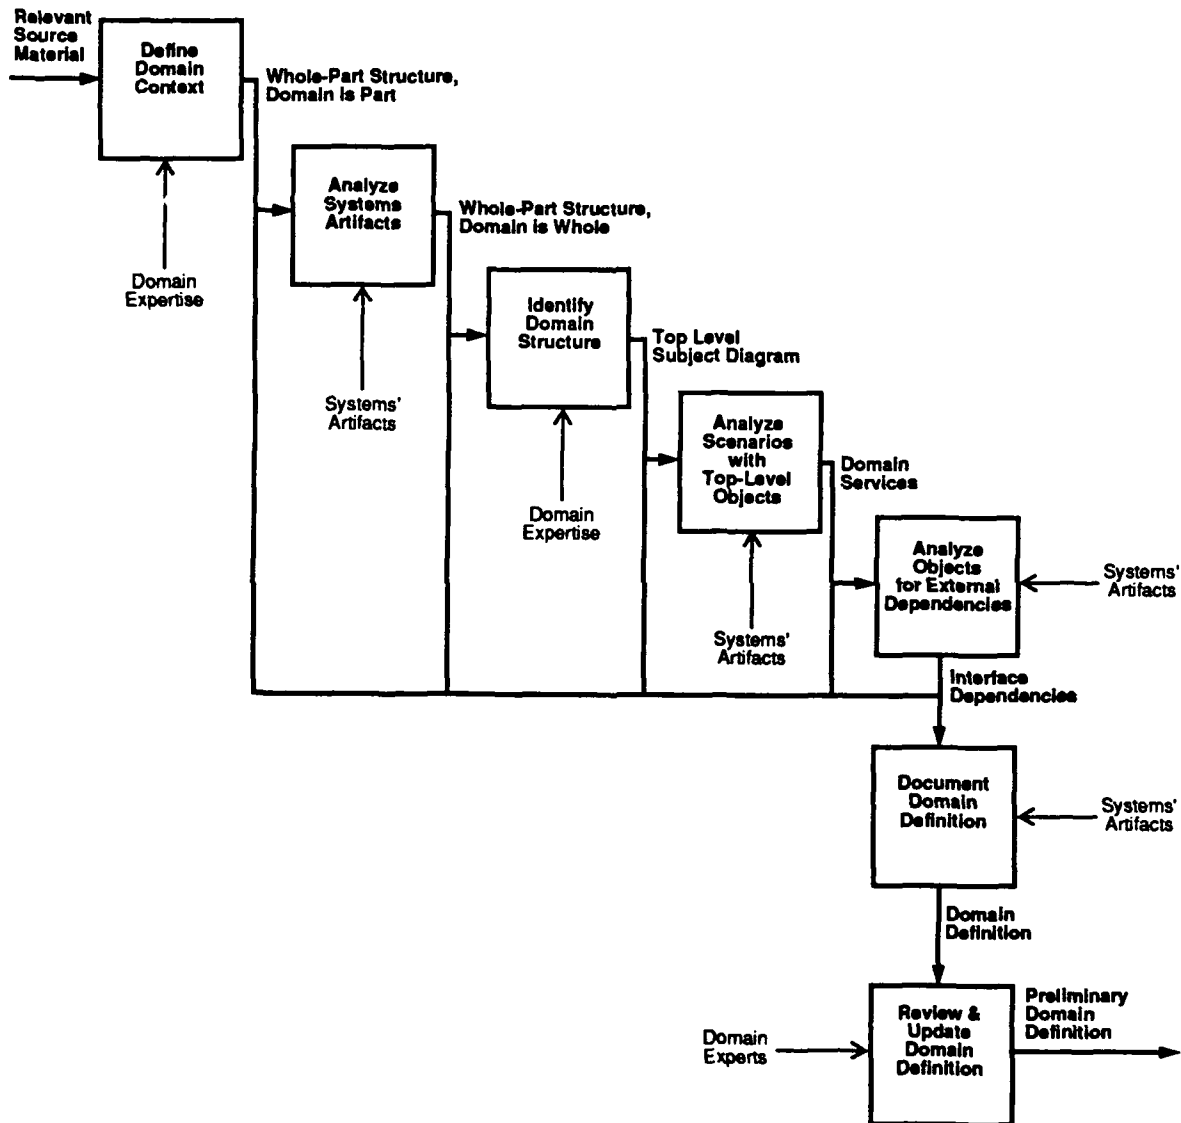 Relevant
Source
Material
Define
Domain
Context
Whole-Part Structure,
Domain is Part
Domain
Expertise
Analyze
Systems
Artifacts
Whole-Part Structure,
Domain is Whole
Systems'
Artifacts
Identify
Domain
Structure
Top Level
Subject Diagram
Domain
Expertise
Analyze
Scenarios
with
Top-Level
Objects
Domain
Services
Systems'
Artifacts
Analyze
Objects
for External
Dependencies
Systems'
Artifacts
Interface
Dependencies
Document
Domain
Definition
Systems'
Artifacts
Domain
Definition
Review &
Update
Domain
Definition
Domain
Experts
Preliminary
Domain
Definition